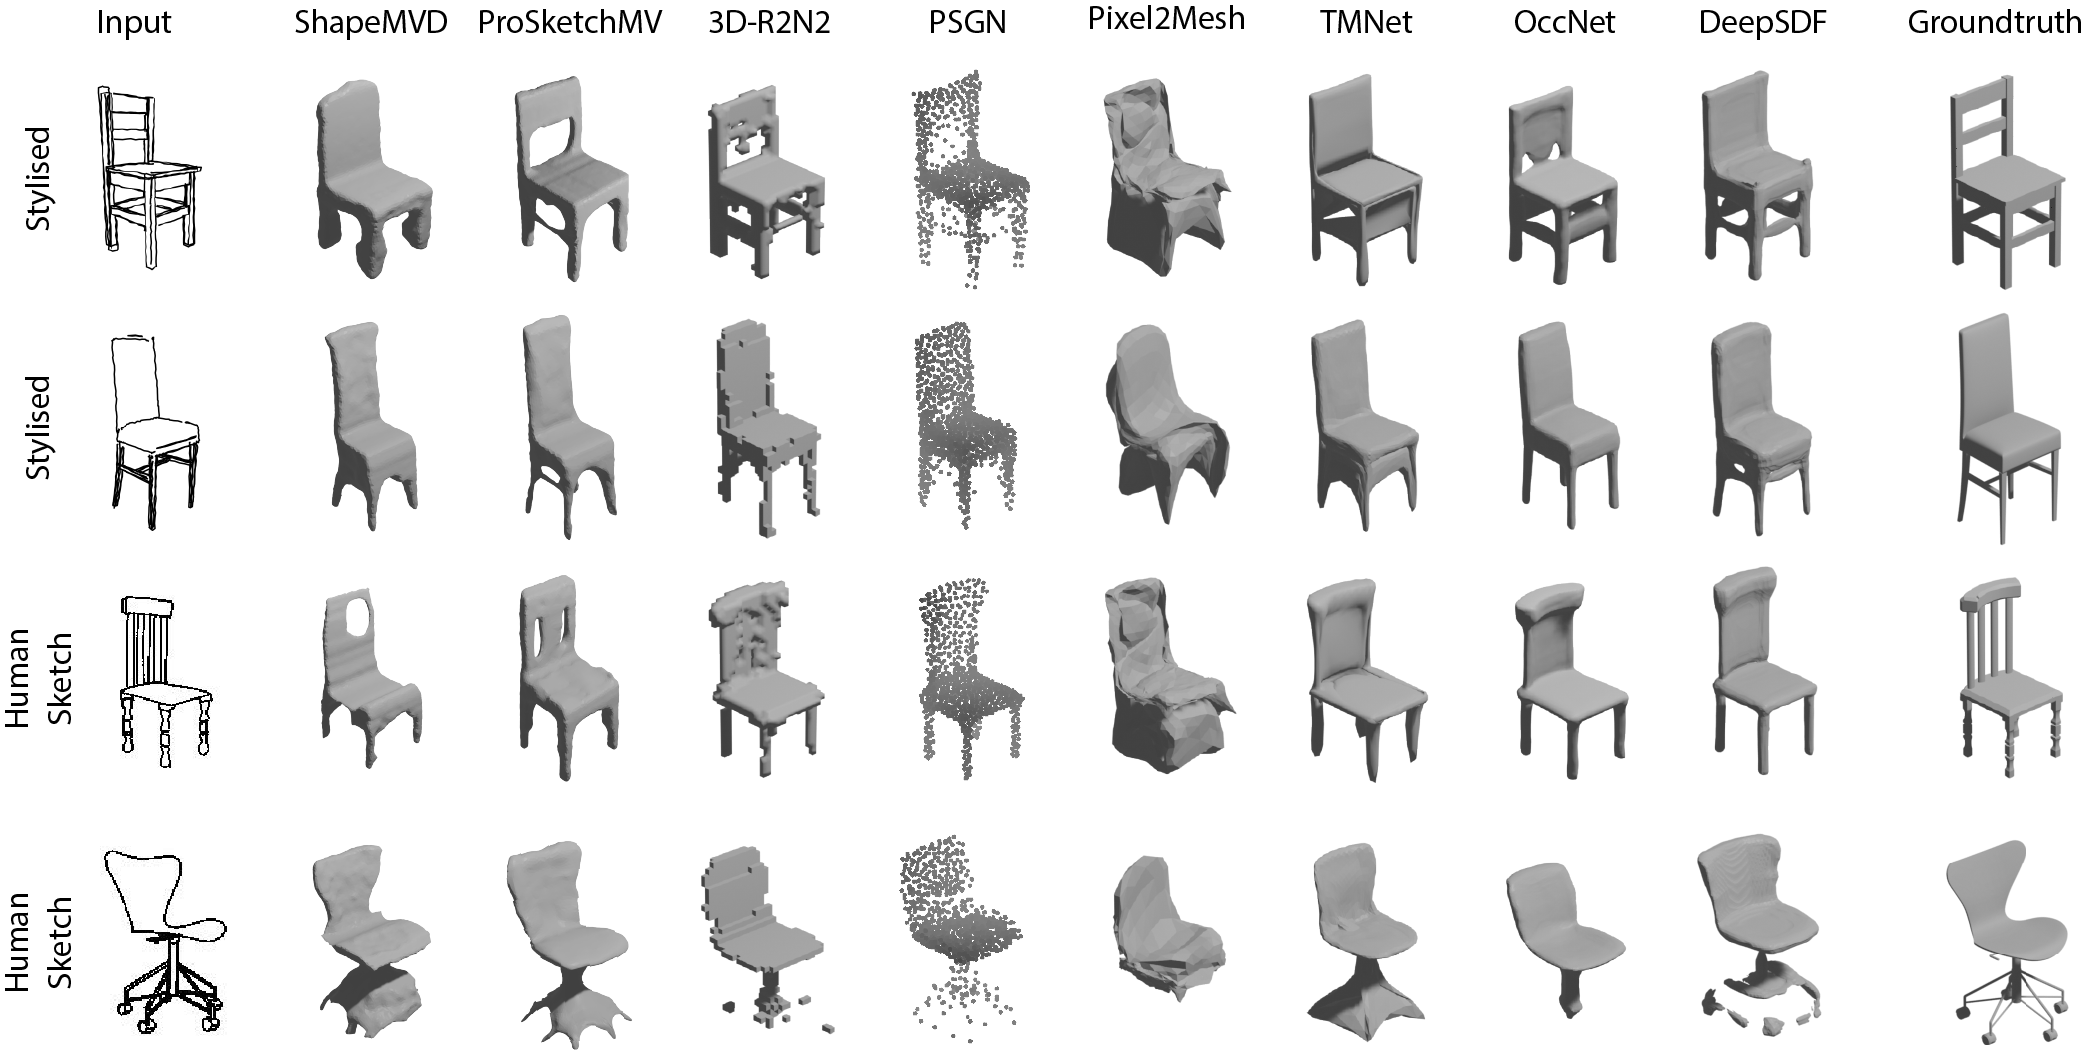 Input ShapeMVD ProSketchMV 3D-R2N2 PSGN Pixel2Mesh TMNet OccNet DeepSDF Groundtruth
Stylised
Stylised
Human
Sketch
Human
Sketch